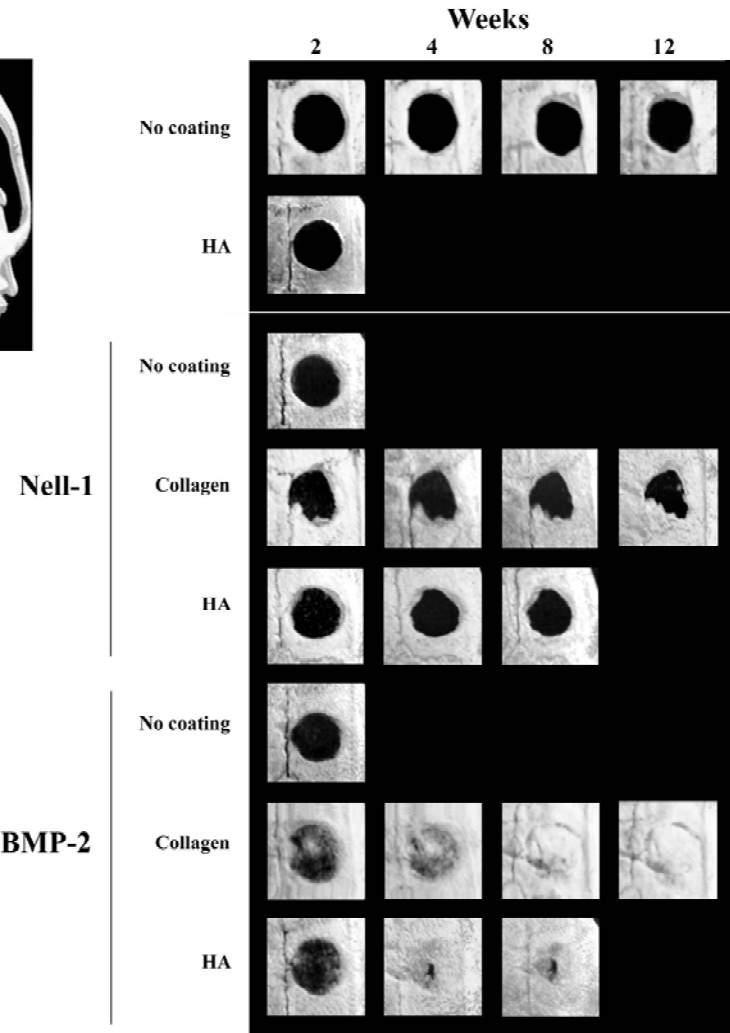 Weeks
2 4 8 12
No coating
HA
No coating
Nell-1 Collagen
HA
No coating
BMP-2 Collagen
HA